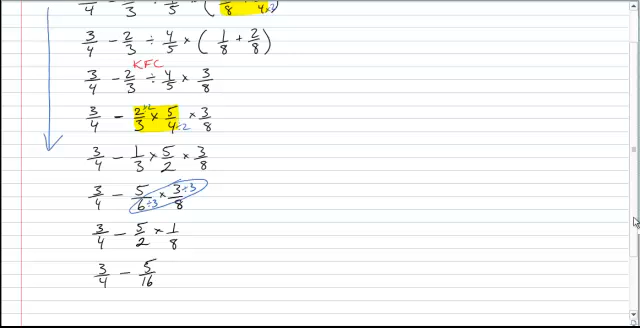 3/4 − 2/3 ÷ 4/5 × ( 1/8 + 2/8 )
KFC
3/4 − 2/3 ÷ 4/5 × 3/8
3/4 − 2÷2/3 × 5/4÷2 × 3/8
3/4 − 1/3 × 5/2 × 3/8
3/4 − 5/6÷3 × 3÷3/8
3/4 − 5/2 × 1/8
3/4 − 5/16